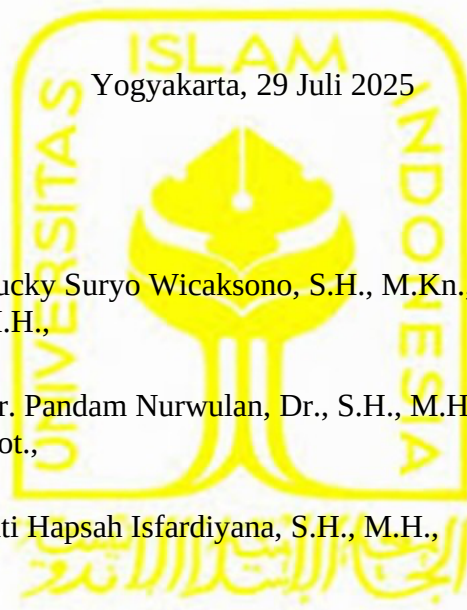 ISLAM
UNIVERSITAS
INDONESIA
Yogyakarta, 29 Juli 2025
ucky Suryo Wicaksono, S.H., M.Kn.,
I.H.,
r. Pandam Nurwulan, Dr., S.H., M.H
ot.,
ti Hapsah Isfardiyana, S.H., M.H.,